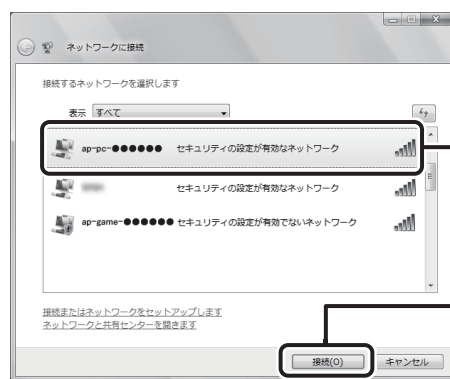 ネットワークに接続
接続するネットワークを選択します
表示 すべて
ap-pc-●●●●●● セキュリティの設定が有効なネットワーク
セキュリティの設定が有効なネットワーク
ap-game-●●●●●● セキュリティの設定が有効でないネットワーク
接続またはネットワークをセットアップします
ネットワークと共有センターを開きます
接続(O) キャンセル